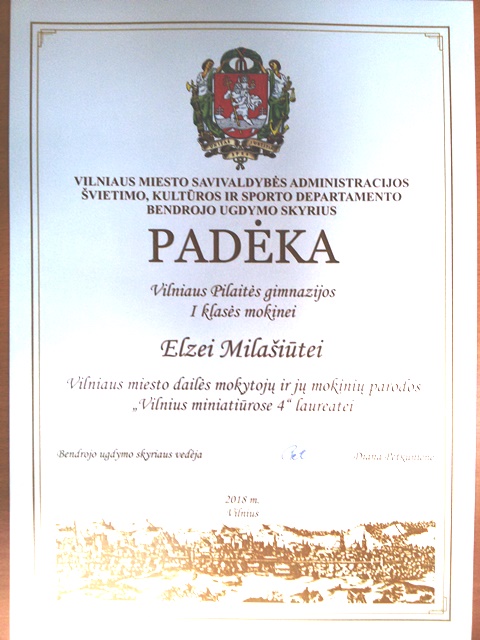 VILNIAUS MIESTO SAVIVALDYBĖS ADMINISTRACIJOS
ŠVIETIMO, KULTŪROS IR SPORTO DEPARTAMENTO
BENDROJO UGDYMO SKYRIUS
PADĖKA
Vilniaus Pilaitės gimnazijos
I klasės mokinei
Elzei Milašiūtei
Vilniaus miesto dailės mokytojų ir jų mokinių parodos
„Vilnius miniatiūrose 4“ laureatei
Bendrojo ugdymo skyriaus vedėja Diana Petkūnienė
2018 m.
Vilnius